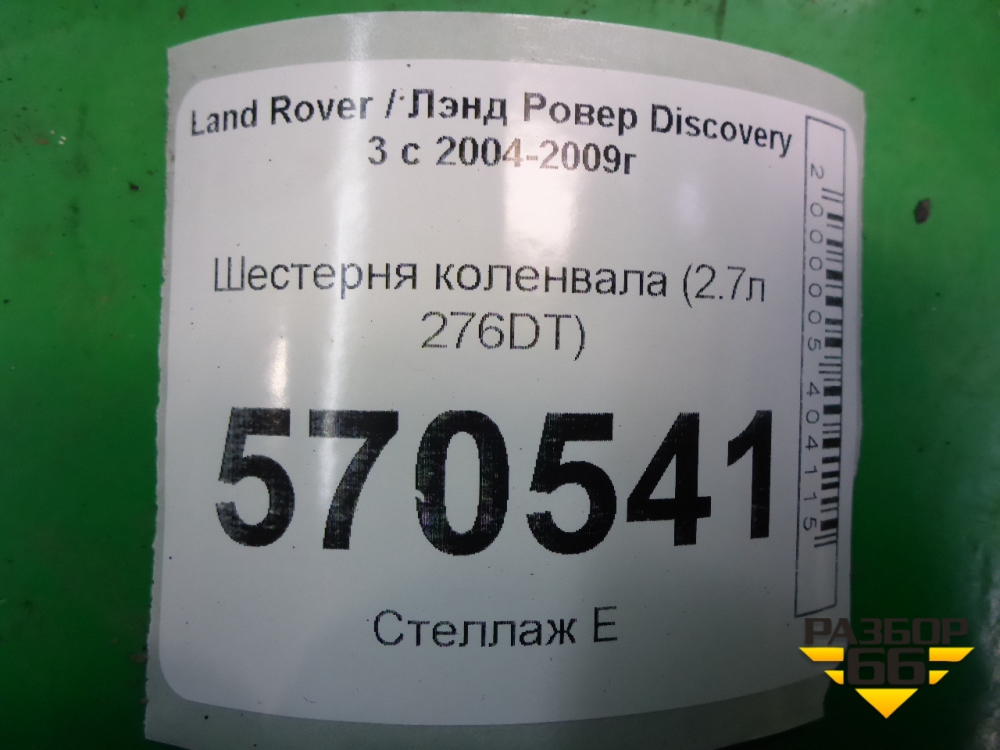 Land Rover / Лэнд Ровер Discovery
3 с 2004-2009г
Шестерня коленвала (2.7л
276DT)
570541
Стеллаж Е
2000005404115
РАЗБОР
66